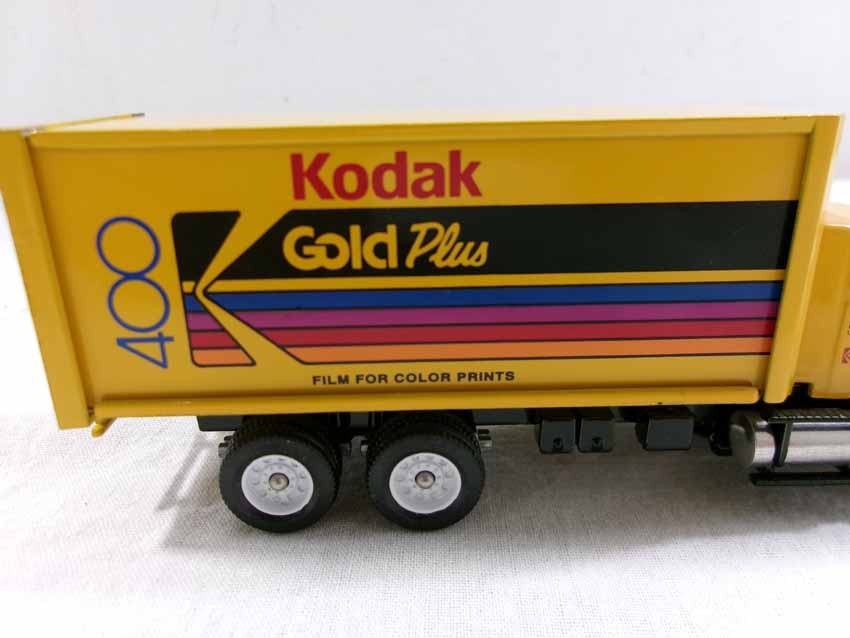 Kodak
Gold Plus
400
FILM FOR COLOR PRINTS